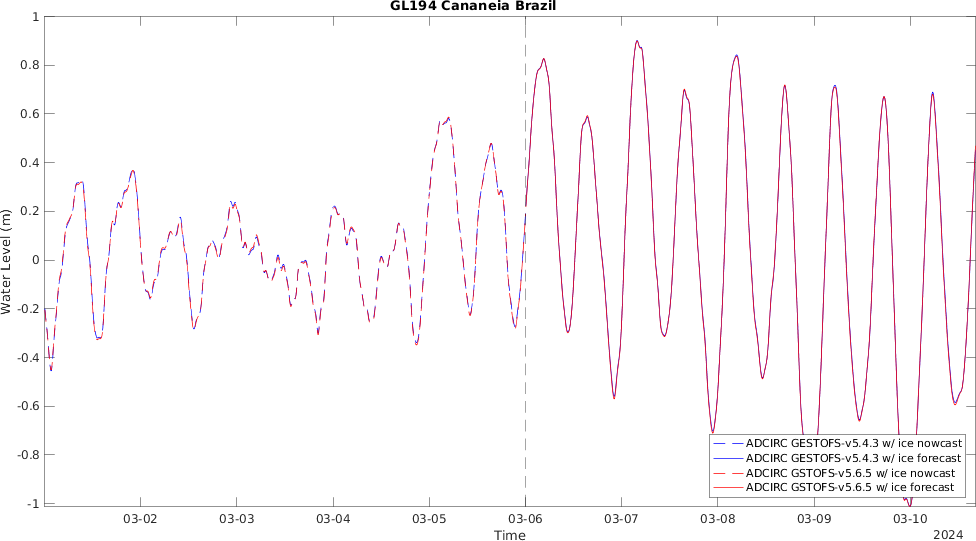 GL194 Cananeia Brazil
1
0.8
0.6
0.4
0.2
0
-0.2
-0.4
-0.6
-0.8
-1
Water Level (m)
ADCIRC GESTOFS-v5.4.3 w/ ice nowcast
ADCIRC GESTOFS-v5.4.3 w/ ice forecast
ADCIRC GSTOFS-v5.6.5 w/ ice nowcast
ADCIRC GSTOFS-v5.6.5 w/ ice forecast
03-02 03-03 03-04 03-05 03-06 03-07 03-08 03-09 03-10
Time
2024